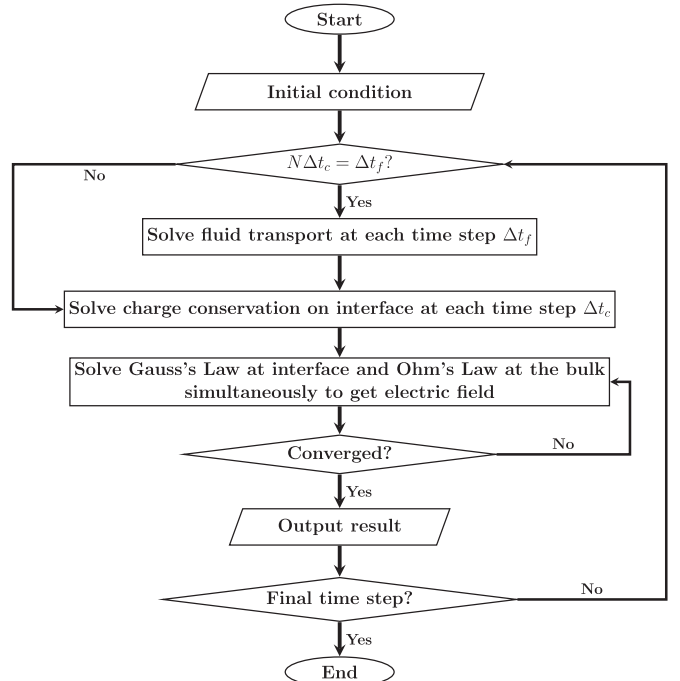 Start
Initial condition
NΔt_c = Δt_f?
No
Yes
Solve fluid transport at each time step Δt_f
Solve charge conservation on interface at each time step Δt_c
Solve Gauss's Law at interface and Ohm's Law at the bulk
simultaneously to get electric field
Converged?
No
Yes
Output result
Final time step?
No
Yes
End